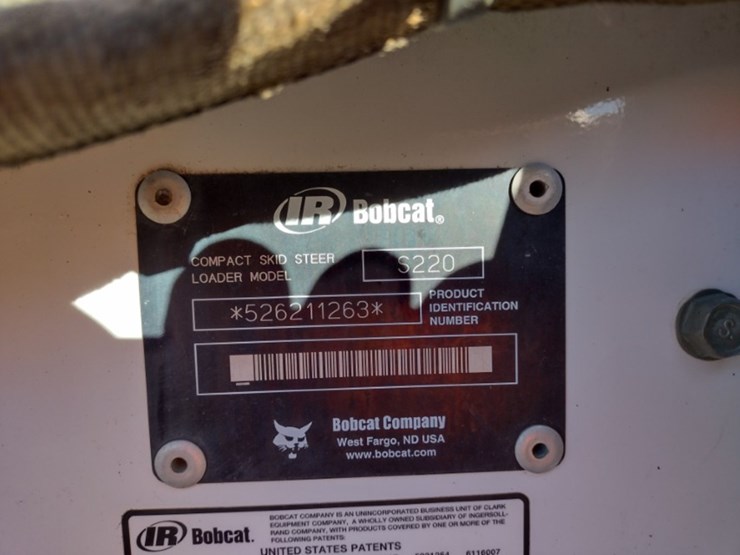 IR Bobcat®
COMPACT SKID STEER
LOADER MODEL
S220
*526211263*
PRODUCT
IDENTIFICATION
NUMBER
Bobcat Company
West Fargo, ND USA
www.bobcat.com
IR Bobcat.
BOBCAT COMPANY IS AN UNINCORPORATED BUSINESS UNIT OF CLARK
EQUIPMENT COMPANY, A WHOLLY OWNED SUBSIDIARY OF INGERSOLL-
RAND COMPANY, WITH PRODUCTS COVERED BY ONE OR MORE OF THE
FOLLOWING PATENTS:
UNITED STATES PATENTS
6116007